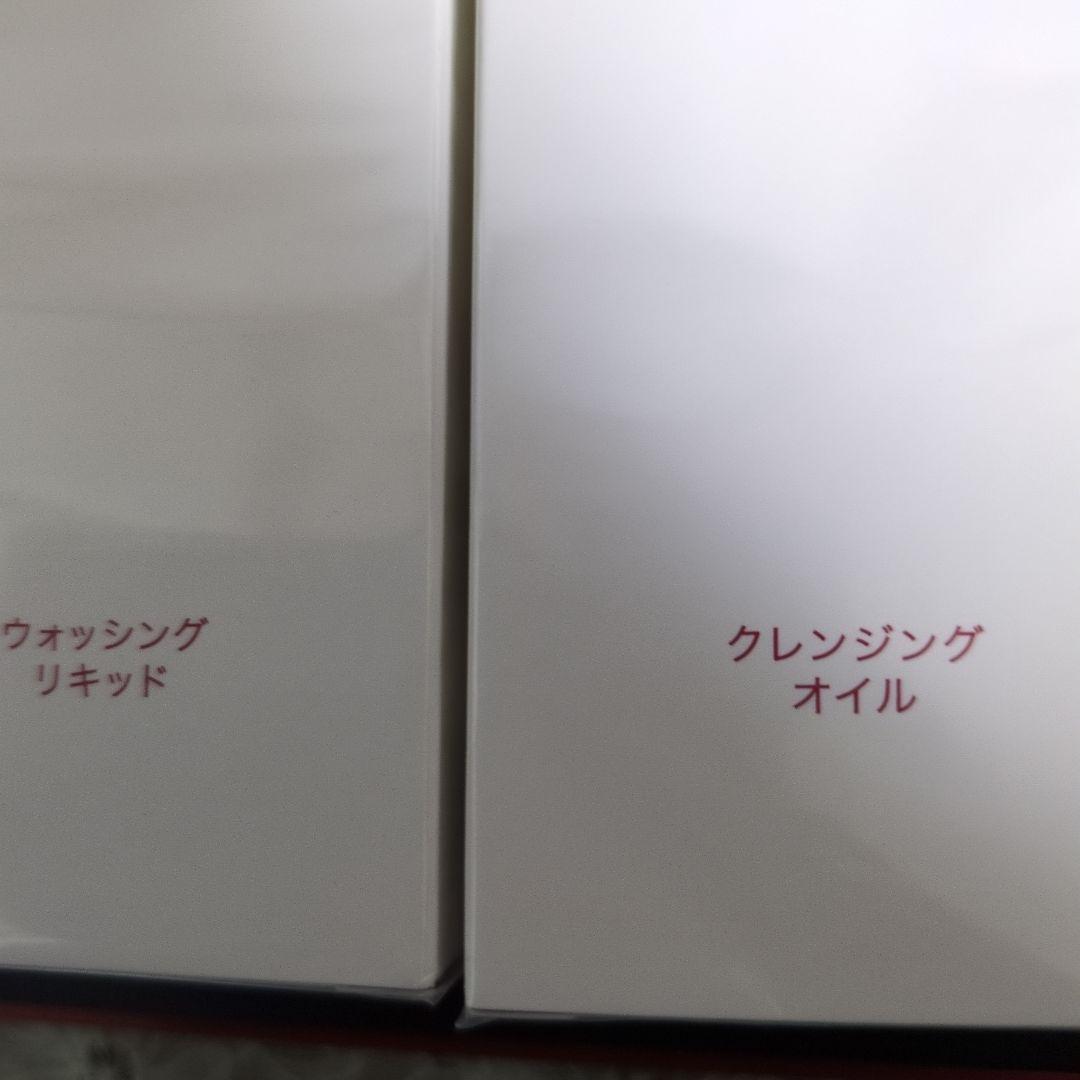 ウォッシング
リキッド
クレンジング
オイル